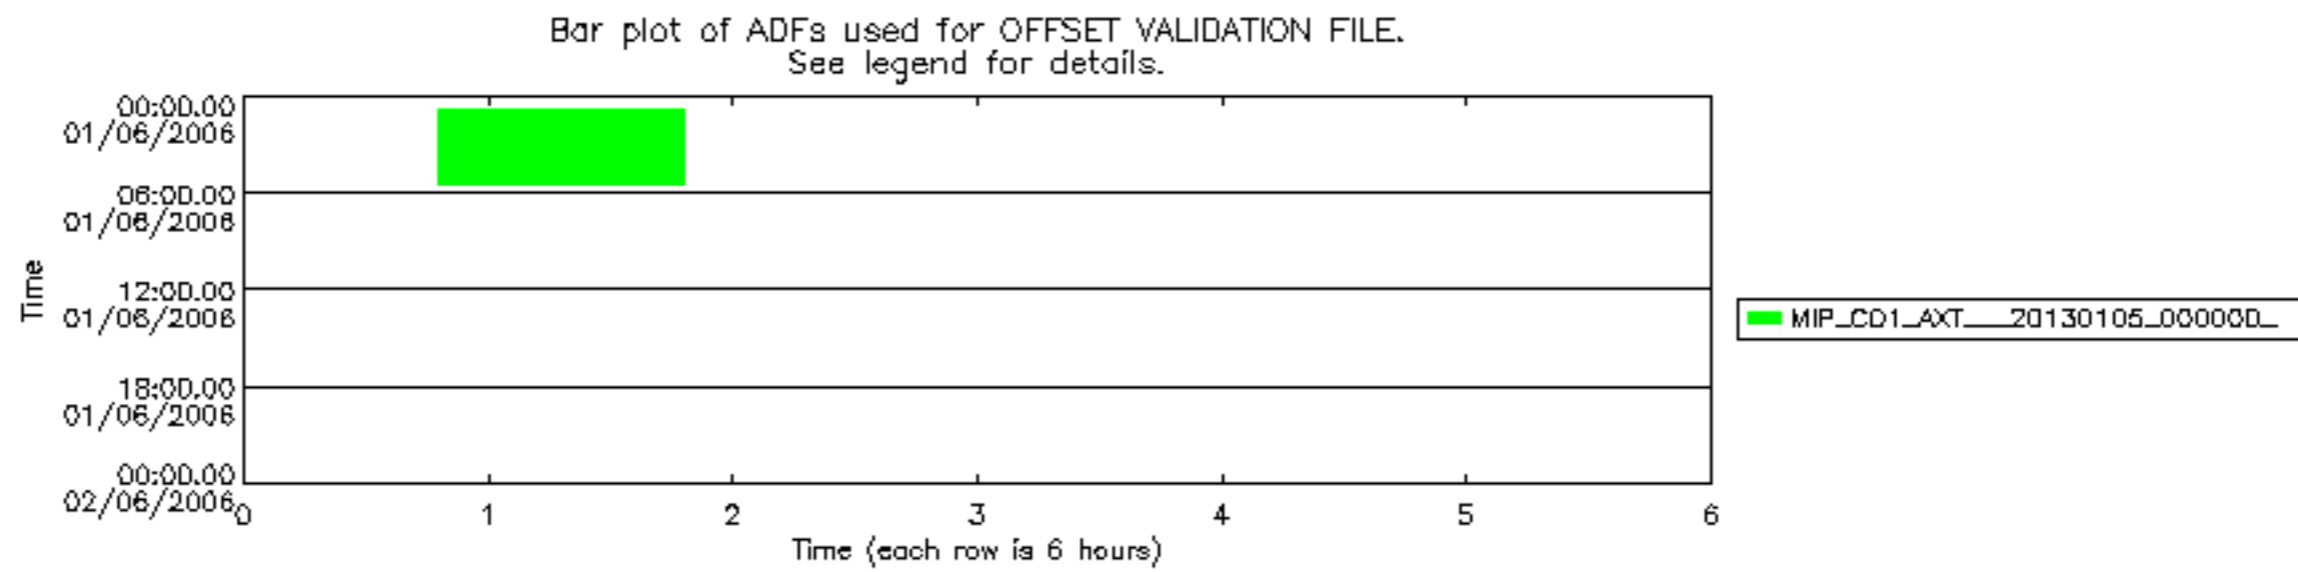 Bar plot of ADFs used for OFFSET VALIDATION FILE.
See legend for details.
00:00.00
01/06/2006
06:00.00
01/06/2006
12:00.00
01/06/2006
18:00.00
01/06/2006
00:00.00
02/06/2006
Time
0 1 2 3 4 5 6
Time (each row is 6 hours)
MIP_CO1_AXT___20130105_000000_